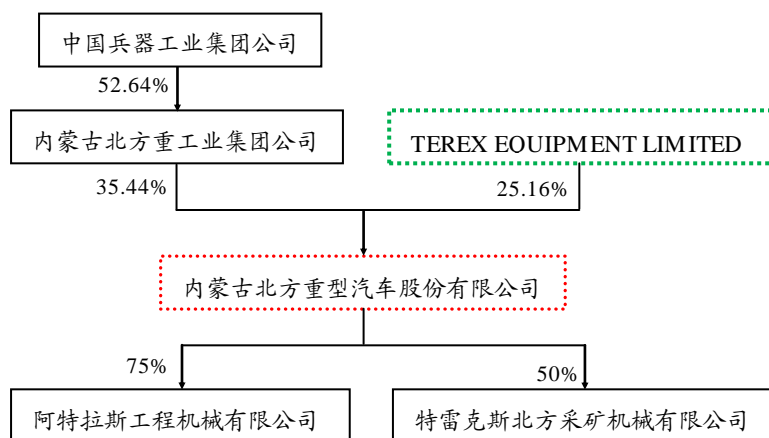 中国兵器工业集团公司
52.64%
内蒙古北方重工业集团公司
TEREX EQUIPMENT LIMITED
35.44%
25.16%
内蒙古北方重型汽车股份有限公司
75%
50%
阿特拉斯工程机械有限公司
特雷克斯北方采矿机械有限公司